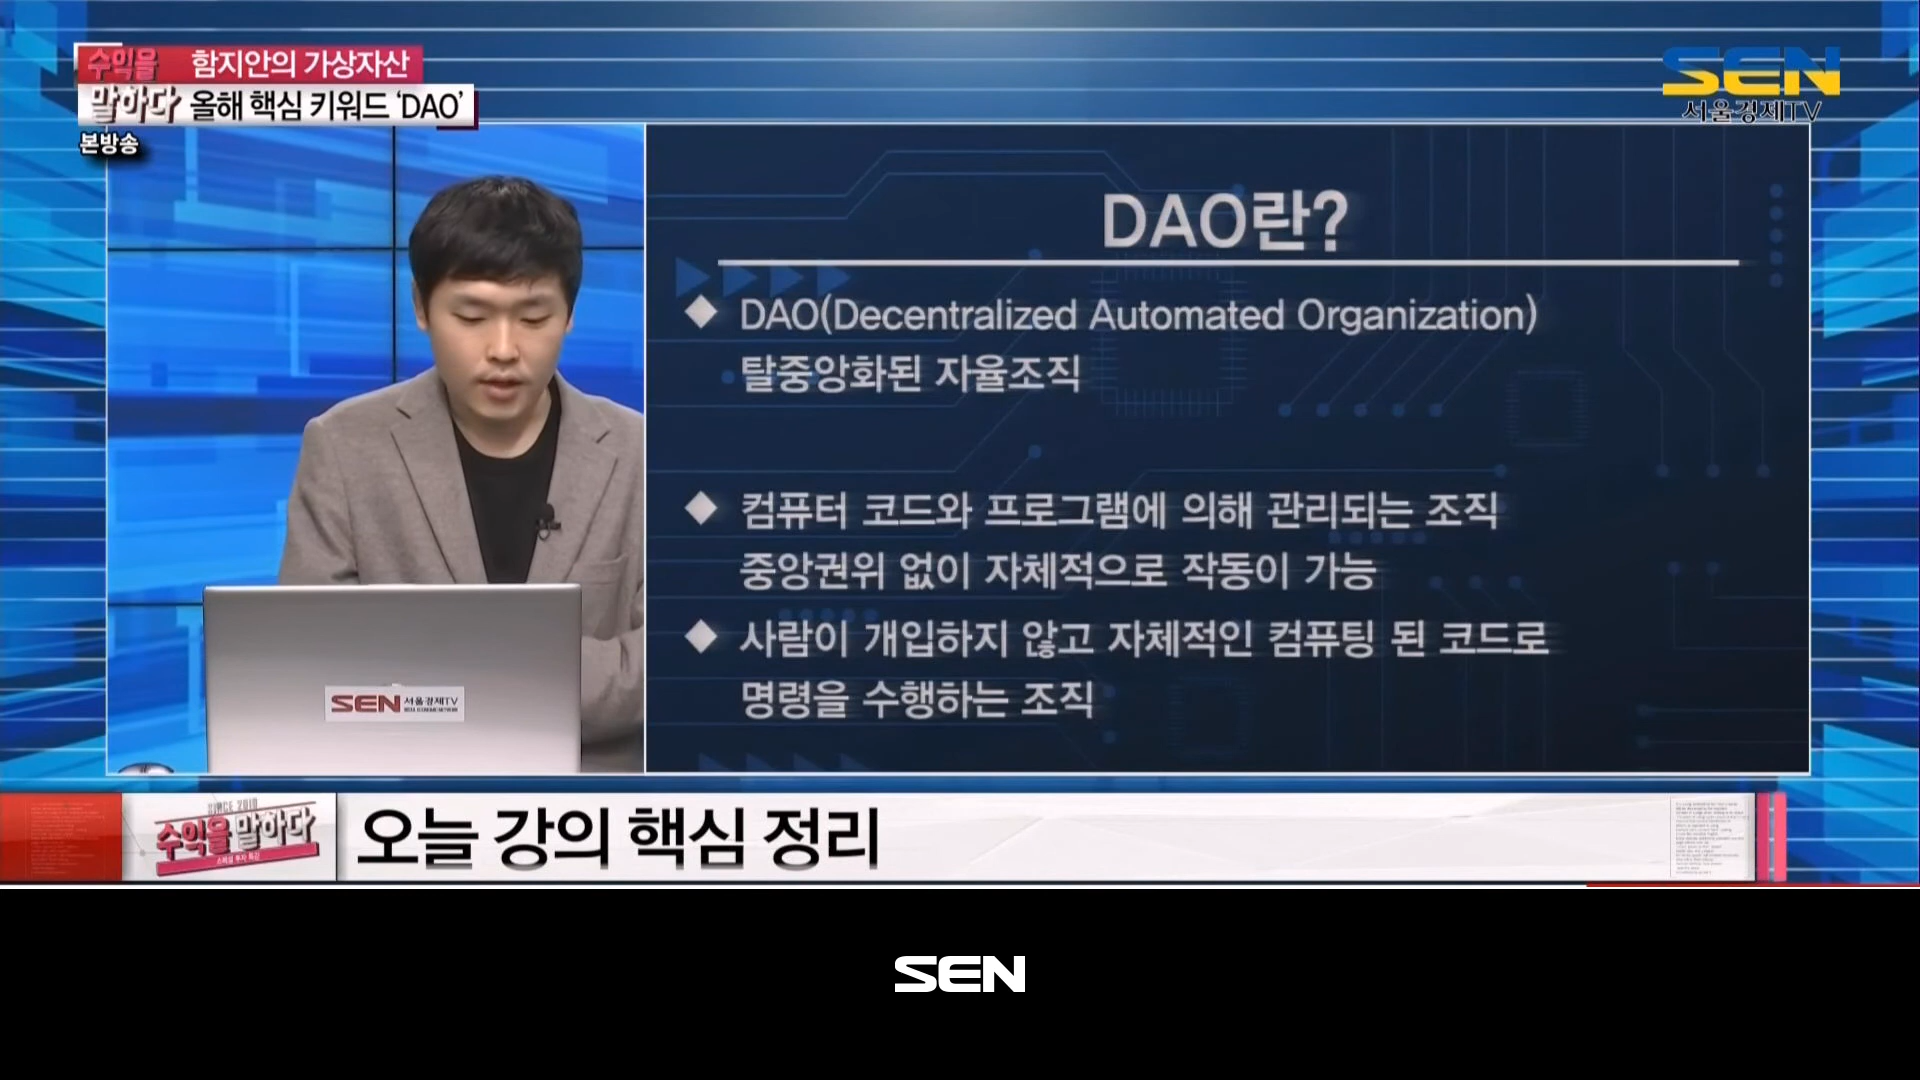 수익을 말하다
함지안의 가상자산
올해 핵심 키워드 ‘DAO’
본방송
SEN
서울경제TV
DAO란?
◆ DAO(Decentralized Automated Organization)
탈중앙화된 자율조직
◆ 컴퓨터 코드와 프로그램에 의해 관리되는 조직
중앙권위 없이 자체적으로 작동이 가능
◆ 사람이 개입하지 않고 자체적인 컴퓨팅 된 코드로
명령을 수행하는 조직
SEN 서울경제TV
SINCE 2010
수익을 말하다
스페셜 투자 특강
오늘 강의 핵심 정리
SEN